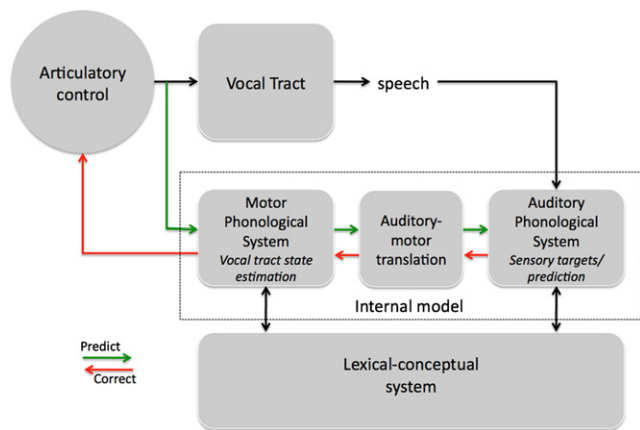 Articulatory
control
Vocal Tract
speech
Motor
Phonological
System
Vocal tract state
estimation
Auditory-
motor
translation
Auditory
Phonological
System
Sensory targets/
prediction
Internal model
Predict
Correct
Lexical-conceptual
system